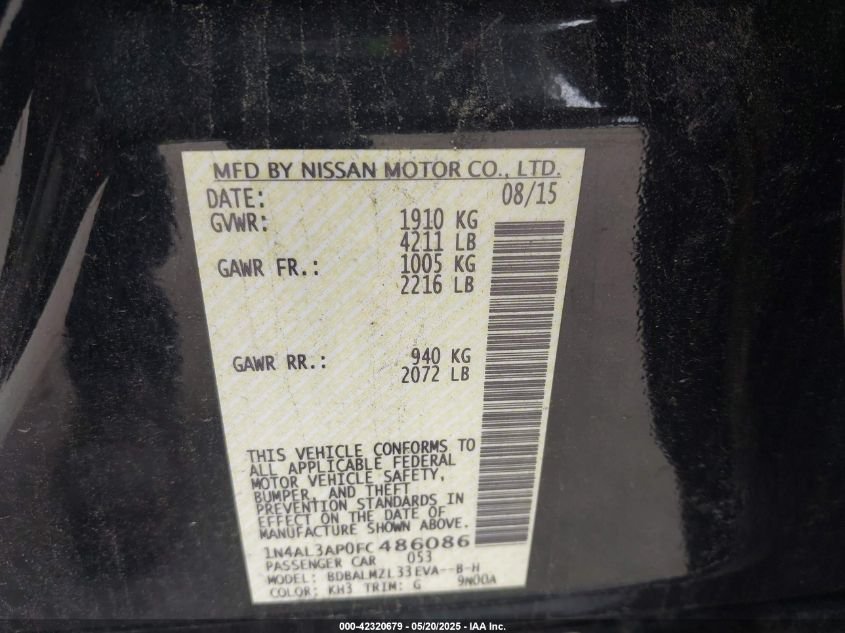 MFD BY NISSAN MOTOR CO., LTD.
DATE: 08/15
GVWR: 1910 KG
4211 LB
GAWR FR.: 1005 KG
2216 LB
GAWR RR.: 940 KG
2072 LB
THIS VEHICLE CONFORMS TO
ALL APPLICABLE FEDERAL
MOTOR VEHICLE SAFETY,
BUMPER, AND THEFT
PREVENTION STANDARDS IN
EFFECT ON THE DATE OF
MANUFACTURE SHOWN ABOVE.
1N4AL3AP0FC486086
PASSENGER CAR 053
MODEL: BDBALMZL33EVA--B-H
COLOR: KH3 TRIM: G 9N00A
000-42320679 - 05/20/2025 - IAA Inc.